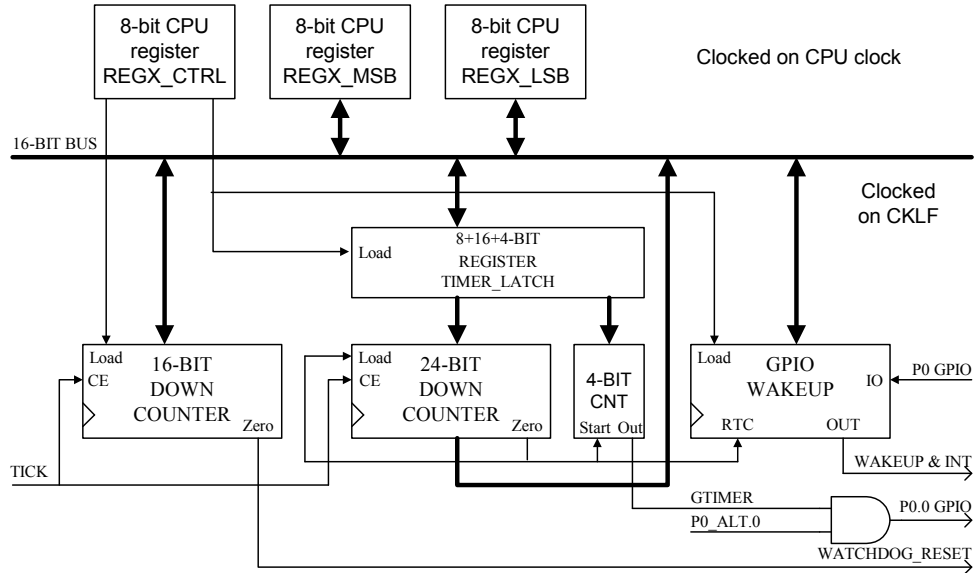 8-bit CPU
register
REGX_CTRL
8-bit CPU
register
REGX_MSB
8-bit CPU
register
REGX_LSB
Clocked on CPU clock
16-BIT BUS
Clocked
on CKLF
Load
8+16+4-BIT
REGISTER
TIMER_LATCH
Load
CE
16-BIT
DOWN
COUNTER
Zero
Load
CE
24-BIT
DOWN
COUNTER
Zero
4-BIT
CNT
Start Out
Load
GPIO
WAKEUP
IO
RTC
OUT
P0 GPIO
TICK
WAKEUP & INT
GTIMER
P0_ALT.0
P0.0 GPIO
WATCHDOG_RESET